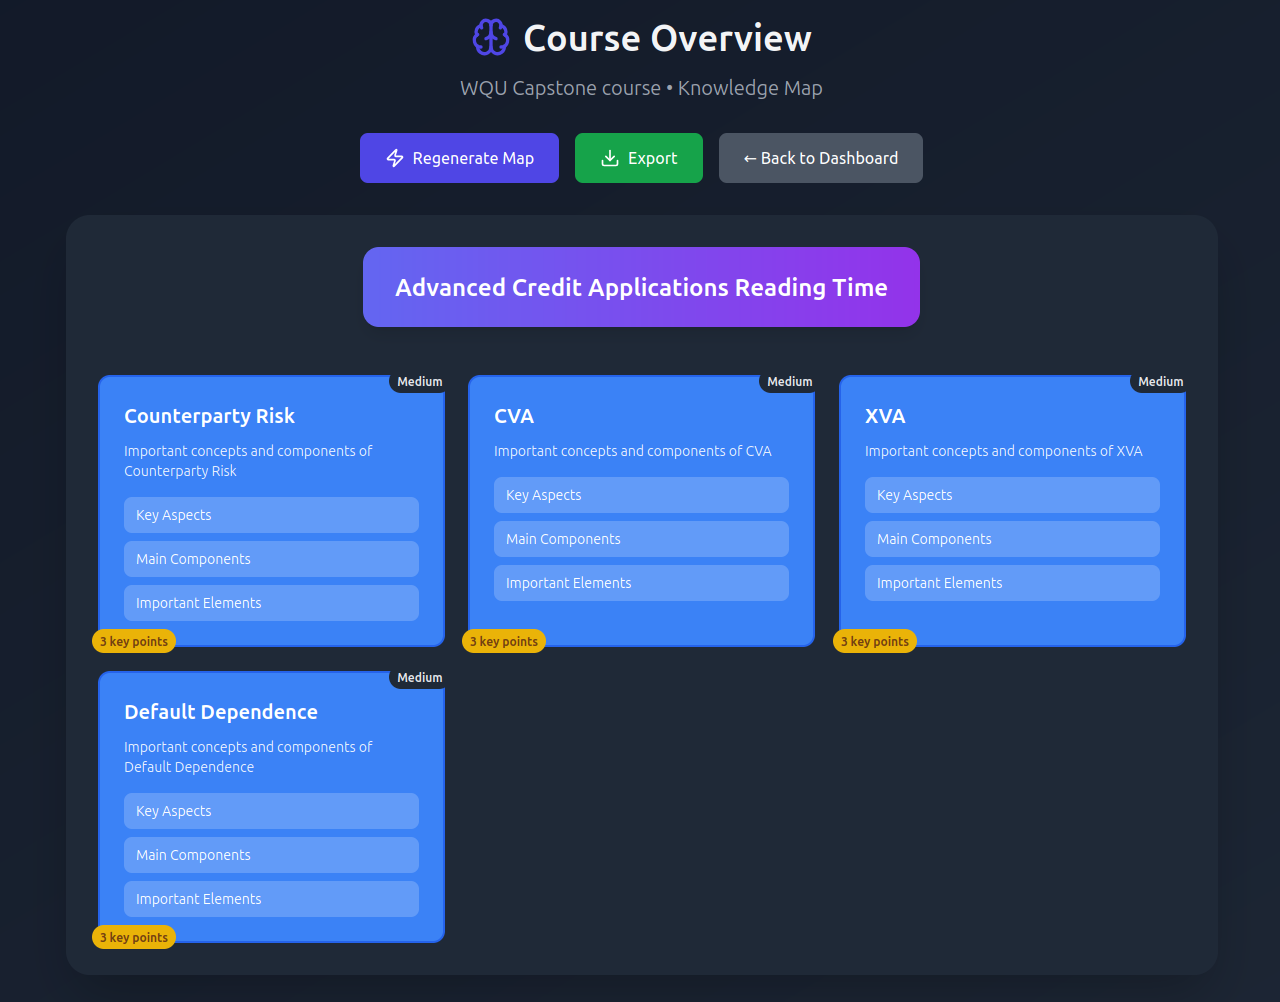 Course Overview
WQU Capstone course • Knowledge Map
Regenerate Map
Export
← Back to Dashboard
Advanced Credit Applications Reading Time
Medium
Counterparty Risk
Important concepts and components of
Counterparty Risk
Key Aspects
Main Components
Important Elements
3 key points
Medium
CVA
Important concepts and components of CVA
Key Aspects
Main Components
Important Elements
3 key points
Medium
XVA
Important concepts and components of XVA
Key Aspects
Main Components
Important Elements
3 key points
Medium
Default Dependence
Important concepts and components of
Default Dependence
Key Aspects
Main Components
Important Elements
3 key points